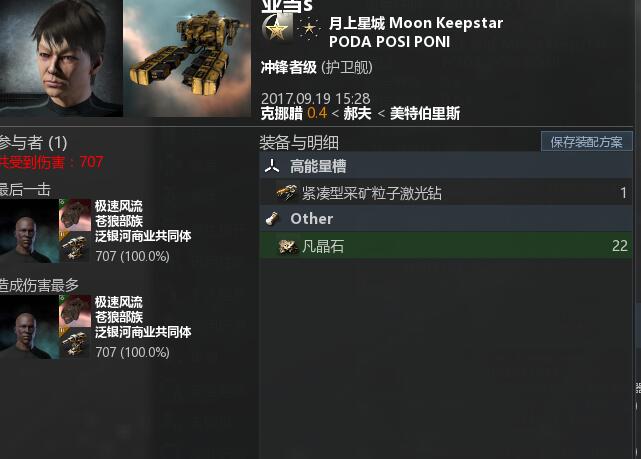 亚当s
月上星城 Moon Keepstar
PODA POSI PONI
冲锋者级 (护卫舰)
2017.09.19 15:28
克挪腊 0.4 < 郝夫 < 美特伯里斯
参与者 (1)
共受到伤害：707
最后一击
极速风流
苍狼部族
泛银河商业共同体
707 (100.0%)
造成伤害最多
极速风流
苍狼部族
泛银河商业共同体
707 (100.0%)
装备与明细
保存装配方案
高能量槽
紧凑型采矿粒子激光钻 1
Other
凡晶石 22